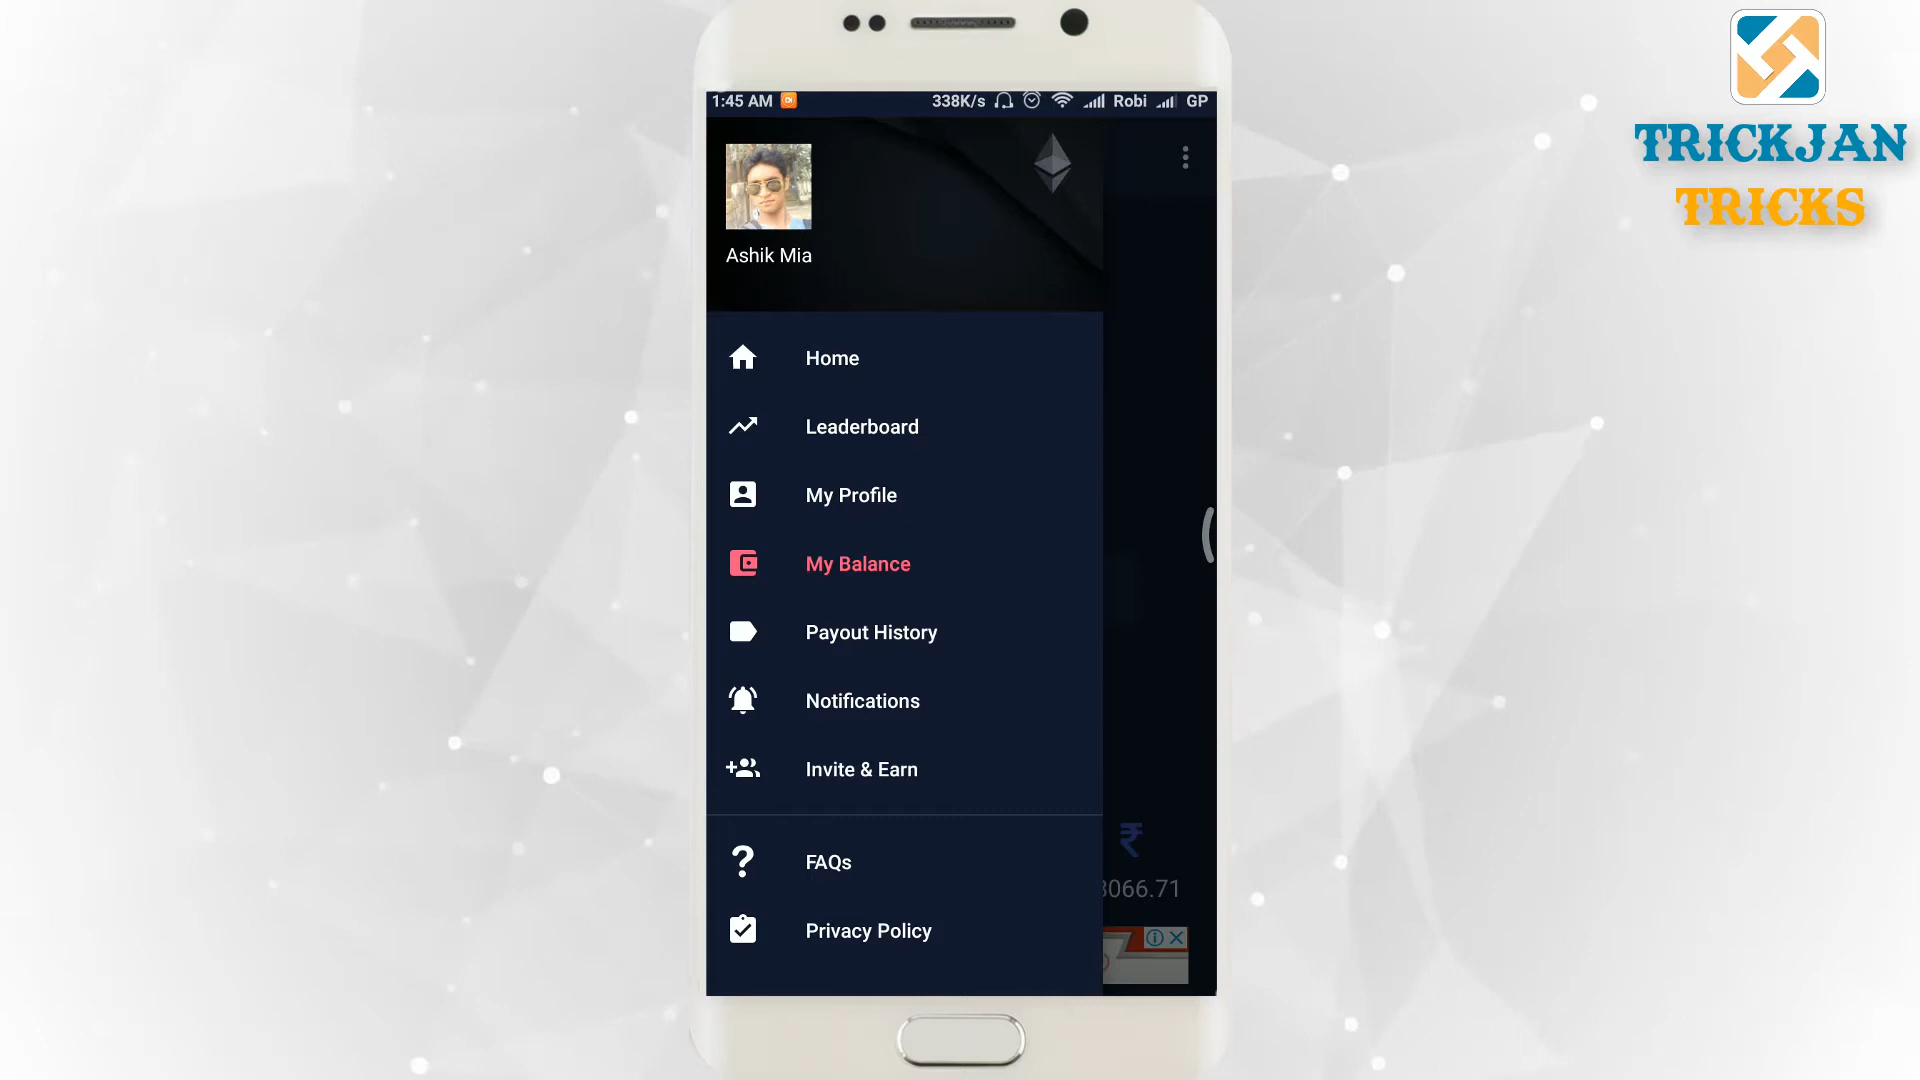 TRICKJAN
TRICKS
1:45 AM 338K/s Robi GP
Ashik Mia
Home
Leaderboard
My Profile
My Balance
Payout History
Notifications
Invite & Earn
₹
FAQs
3066.71
Privacy Policy